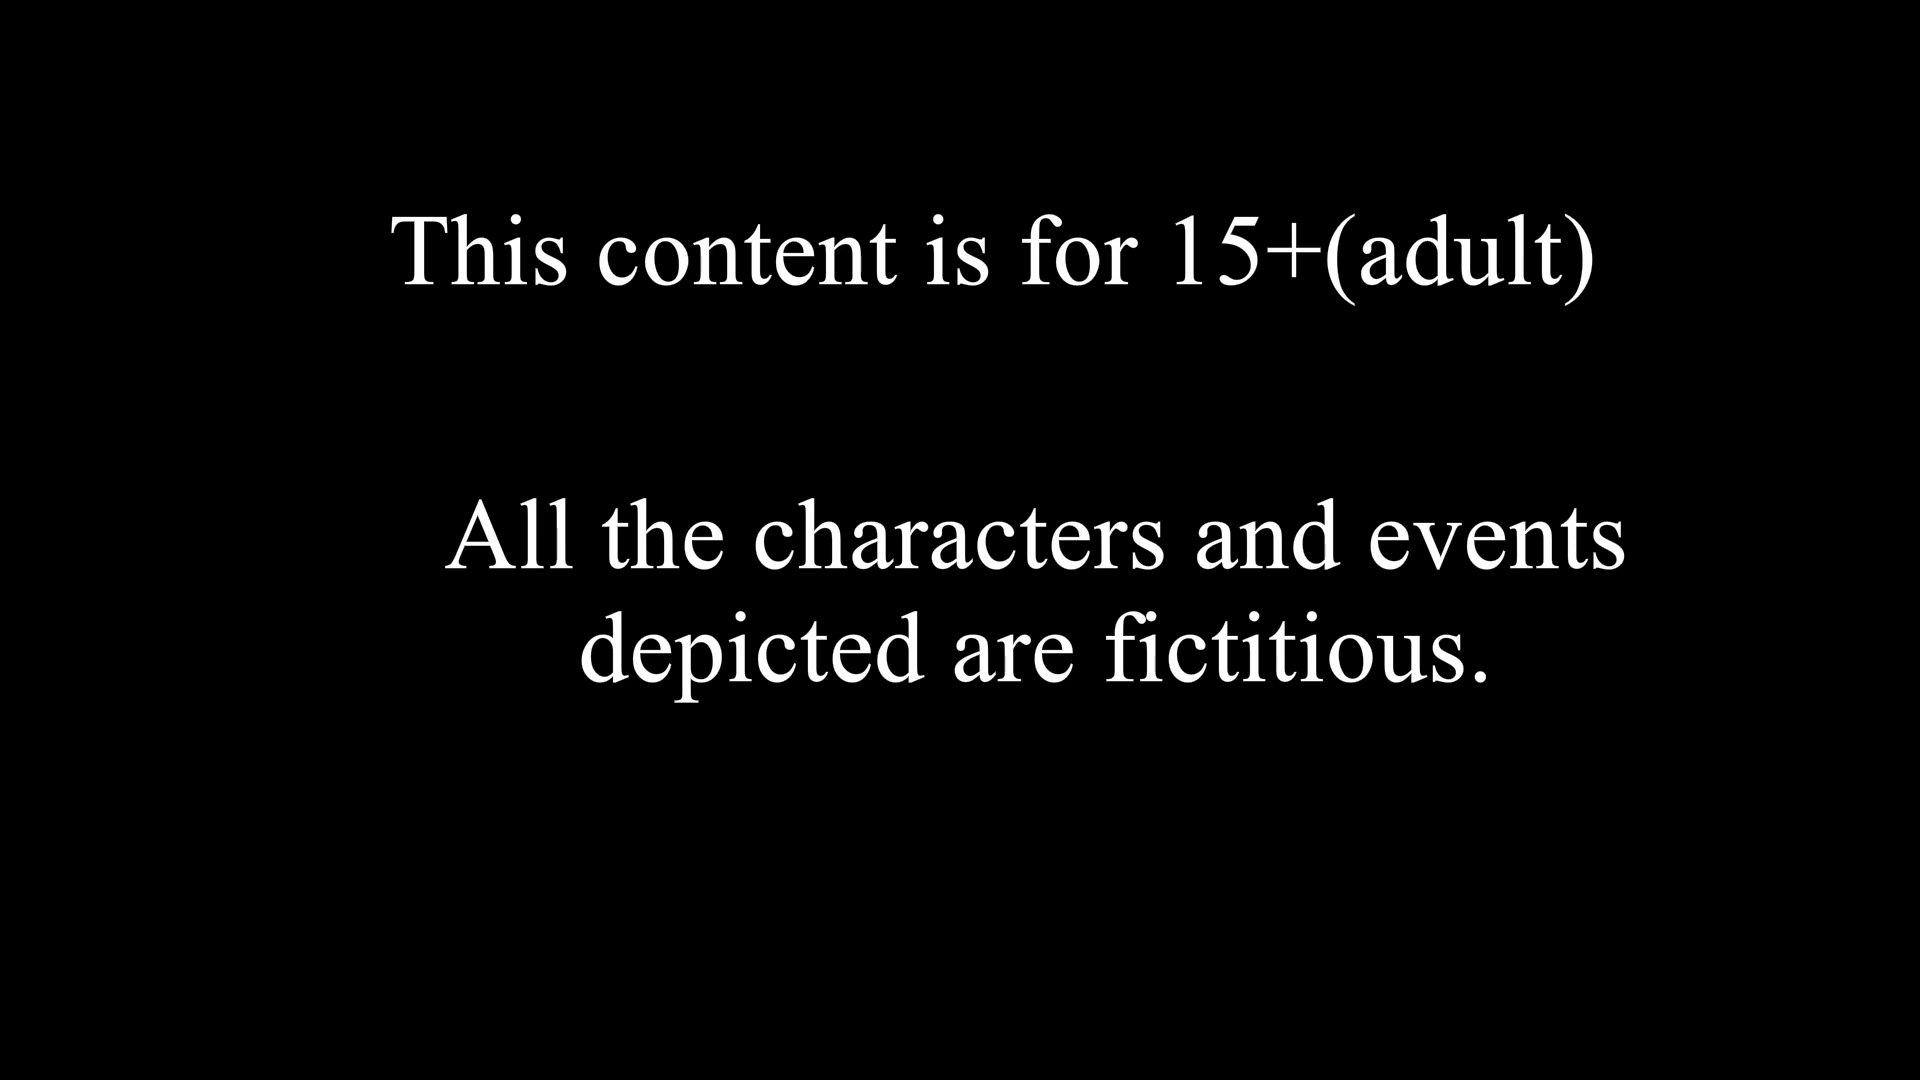 This content is for 15+(adult)
All the characters and events
depicted are fictitious.